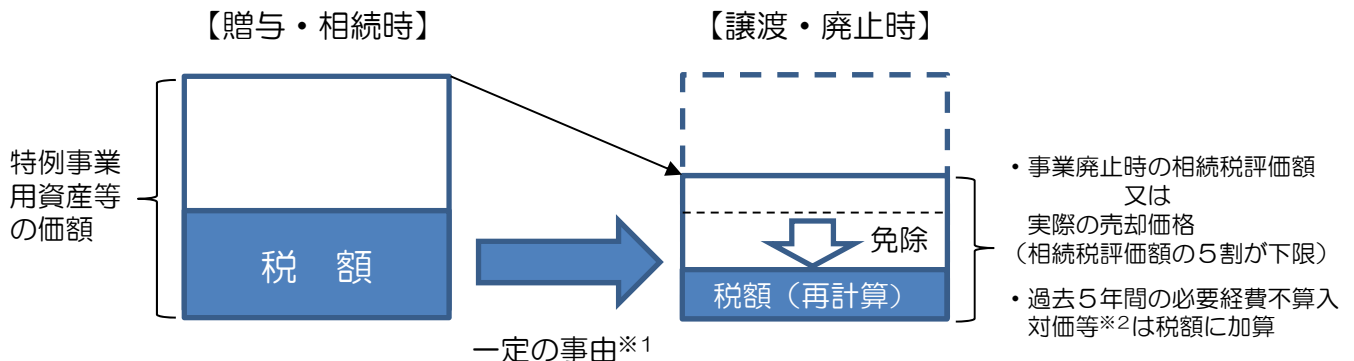 【贈与・相続時】
【譲渡・廃止時】
特例事業
用資産等
の価額
税 額
一定の事由※1
免除
税額（再計算）
・事業廃止時の相続税評価額
又は
実際の売却価格
（相続税評価額の５割が下限）
・過去５年間の必要経費不算入
対価等※2は税額に加算